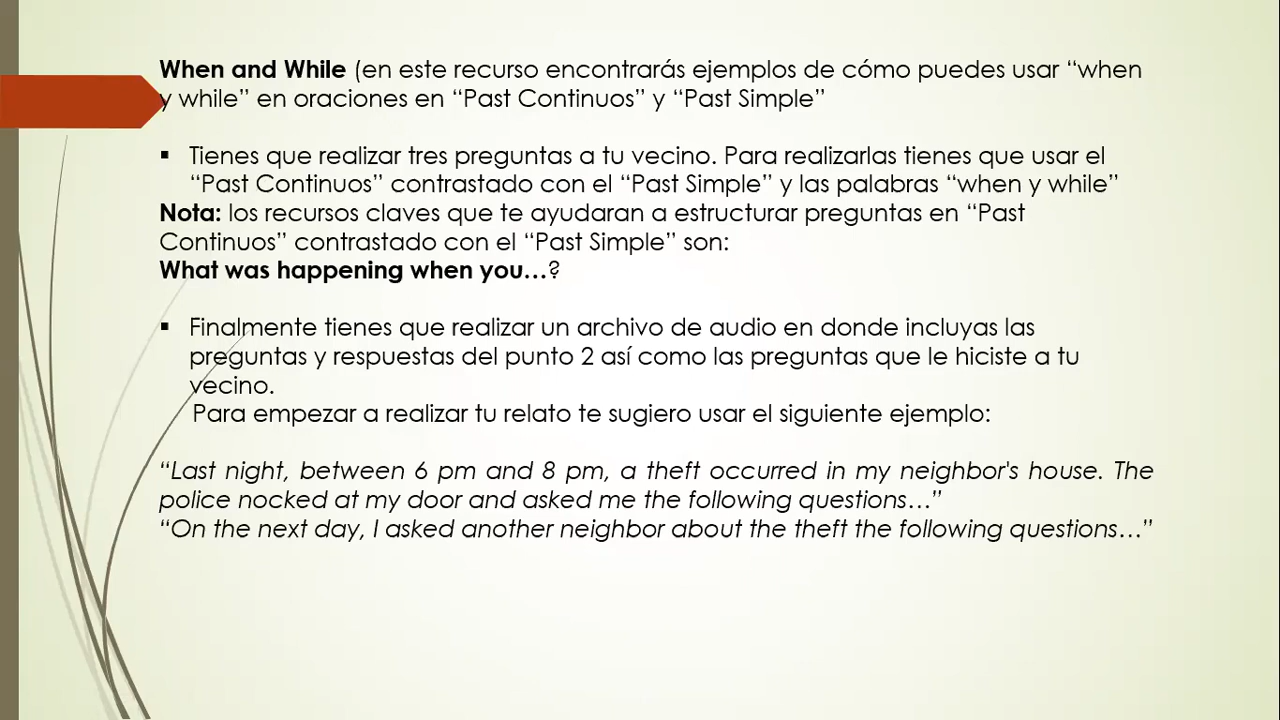 When and While (en este recurso encontrarás ejemplos de cómo puedes usar “when
y while” en oraciones en “Past Continuos” y “Past Simple”
▪ Tienes que realizar tres preguntas a tu vecino. Para realizarlas tienes que usar el
“Past Continuos” contrastado con el “Past Simple” y las palabras “when y while”
Nota: los recursos claves que te ayudaran a estructurar preguntas en “Past
Continuos” contrastado con el “Past Simple” son:
What was happening when you…?
▪ Finalmente tienes que realizar un archivo de audio en donde incluyas las
preguntas y respuestas del punto 2 así como las preguntas que le hiciste a tu
vecino.
Para empezar a realizar tu relato te sugiero usar el siguiente ejemplo:
“Last night, between 6 pm and 8 pm, a theft occurred in my neighbor's house. The
police nocked at my door and asked me the following questions…”
“On the next day, I asked another neighbor about the theft the following questions…”